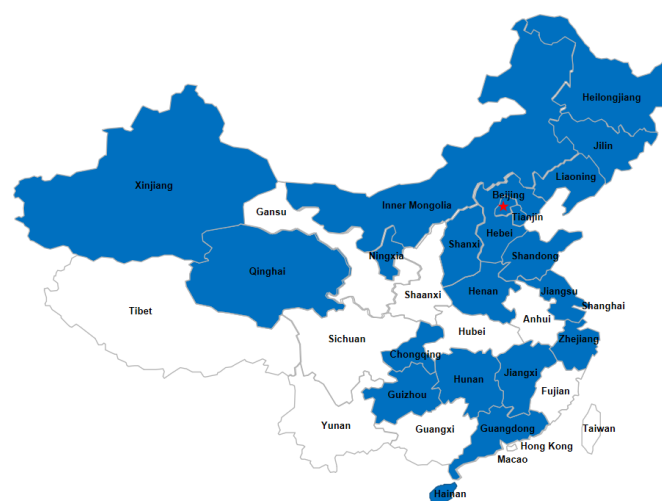 Heilongjiang
Jilin
Liaoning
Xinjiang
Beijing
Inner Mongolia
Gansu
Tianjin
Hebei
Shanxi
Ningxia
Shandong
Qinghai
Shaanxi
Henan
Jiangsu
Shanghai
Tibet
Anhui
Hubei
Sichuan
Zhejiang
Chongqing
Jiangxi
Hunan
Guizhou
Fujian
Yunan
Guangxi
Guangdong
Taiwan
Hong Kong
Macao
Hainan